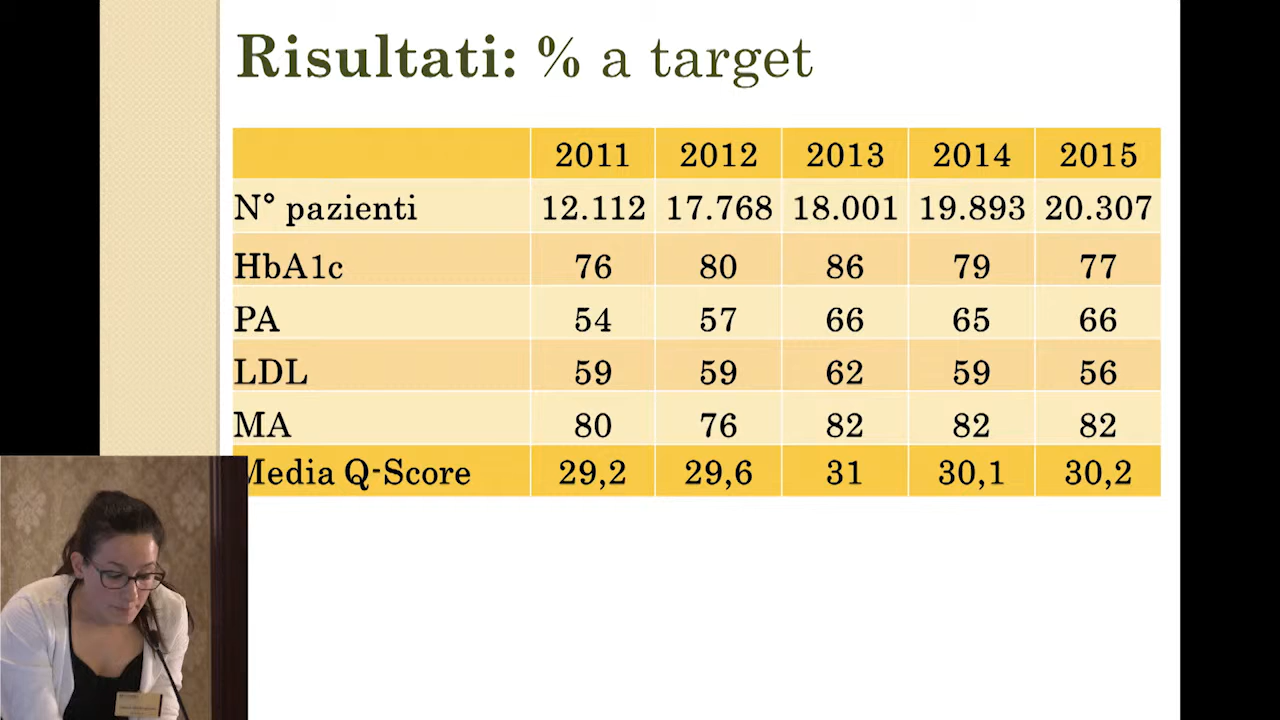 Risultati: % a target
2011 2012 2013 2014 2015
N° pazienti 12.112 17.768 18.001 19.893 20.307
HbA1c 76 80 86 79 77
PA 54 57 66 65 66
LDL 59 59 62 59 56
MA 80 76 82 82 82
Media Q-Score 29,2 29,6 31 30,1 30,2